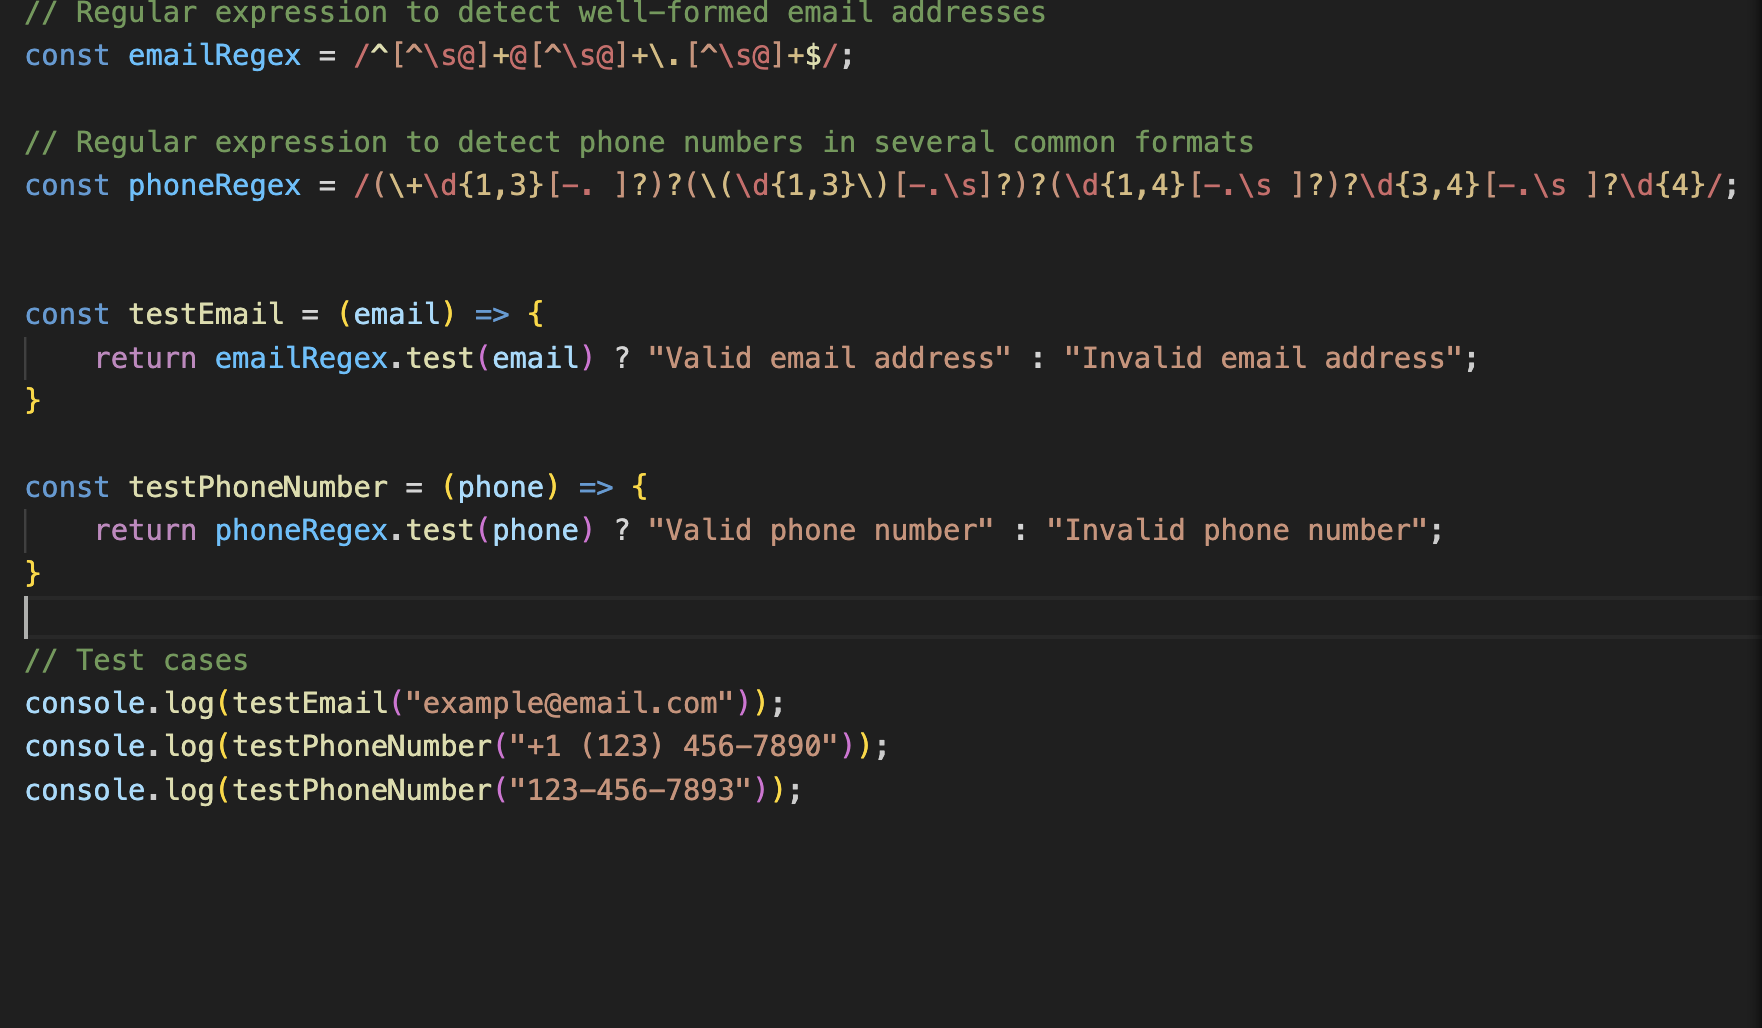 // Regular expression to detect well-formed email addresses
const emailRegex = /^[^\s@]+@[^\s@]+\.[^\s@]+$/;
// Regular expression to detect phone numbers in several common formats
const phoneRegex = /(\+\d{1,3}[-. ]?)?(\(\d{1,3}\)[-.\s]?)?(\d{1,4}[-.\s ]?)?\d{3,4}[-.\s ]?\d{4}/;
const testEmail = (email) => {
    return emailRegex.test(email) ? "Valid email address" : "Invalid email address";
}
const testPhoneNumber = (phone) => {
    return phoneRegex.test(phone) ? "Valid phone number" : "Invalid phone number";
}
// Test cases
console.log(testEmail("example@email.com"));
console.log(testPhoneNumber("+1 (123) 456-7890"));
console.log(testPhoneNumber("123-456-7893"));